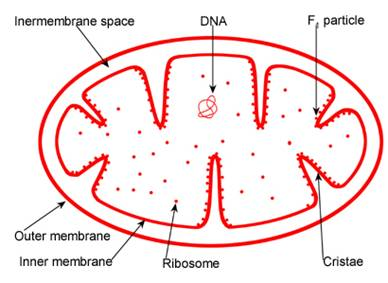 Inermembrane space
DNA
F₁ particle
Outer membrane
Inner membrane
Ribosome
Cristae